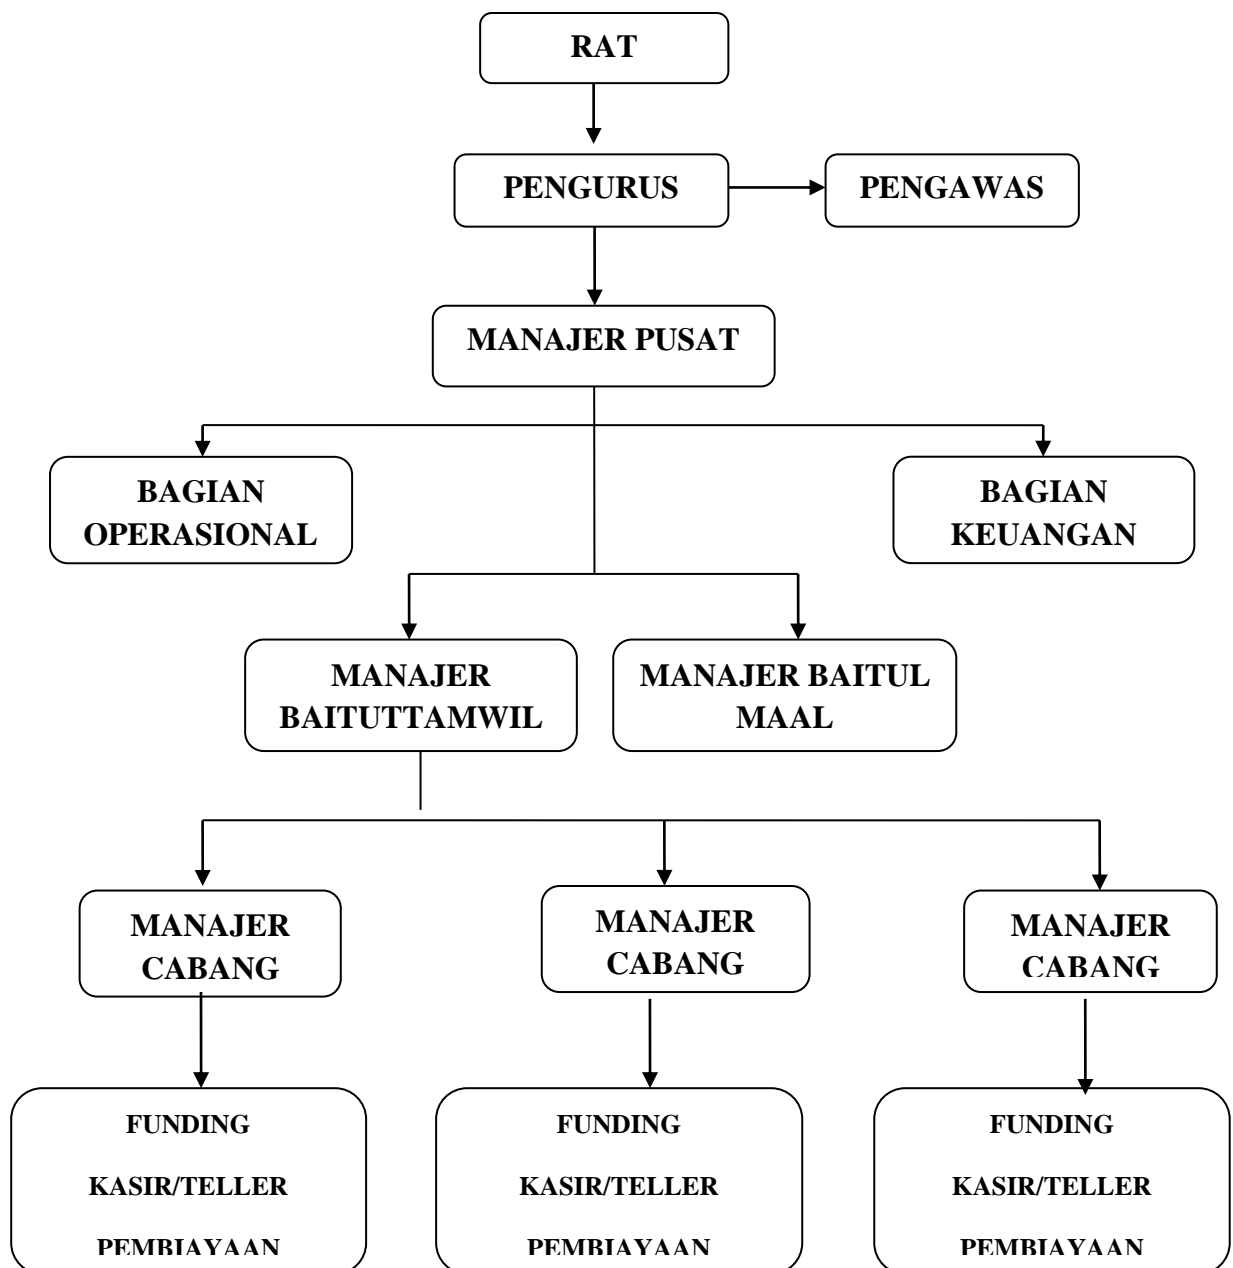 RAT
PENGURUS
PENGAWAS
MANAJER PUSAT
BAGIAN
OPERASIONAL
BAGIAN
KEUANGAN
MANAJER
BAITUTTAMWIL
MANAJER BAITUL
MAAL
MANAJER
CABANG
MANAJER
CABANG
MANAJER
CABANG
FUNDING
KASIR/TELLER
PEMBIAYAAN
FUNDING
KASIR/TELLER
PEMBIAYAAN
FUNDING
KASIR/TELLER
PEMBIAYAAN